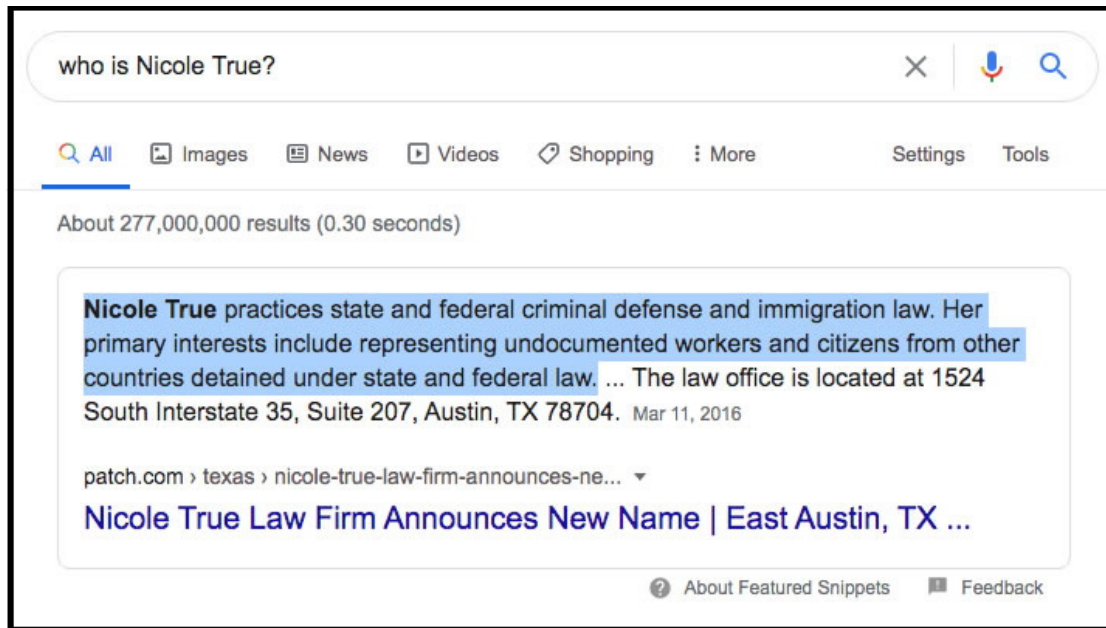 who is Nicole True?
All Images News Videos Shopping More Settings Tools
About 277,000,000 results (0.30 seconds)
Nicole True practices state and federal criminal defense and immigration law. Her
primary interests include representing undocumented workers and citizens from other
countries detained under state and federal law. ... The law office is located at 1524
South Interstate 35, Suite 207, Austin, TX 78704. Mar 11, 2016
patch.com › texas › nicole-true-law-firm-announces-ne...
Nicole True Law Firm Announces New Name | East Austin, TX ...
About Featured Snippets Feedback